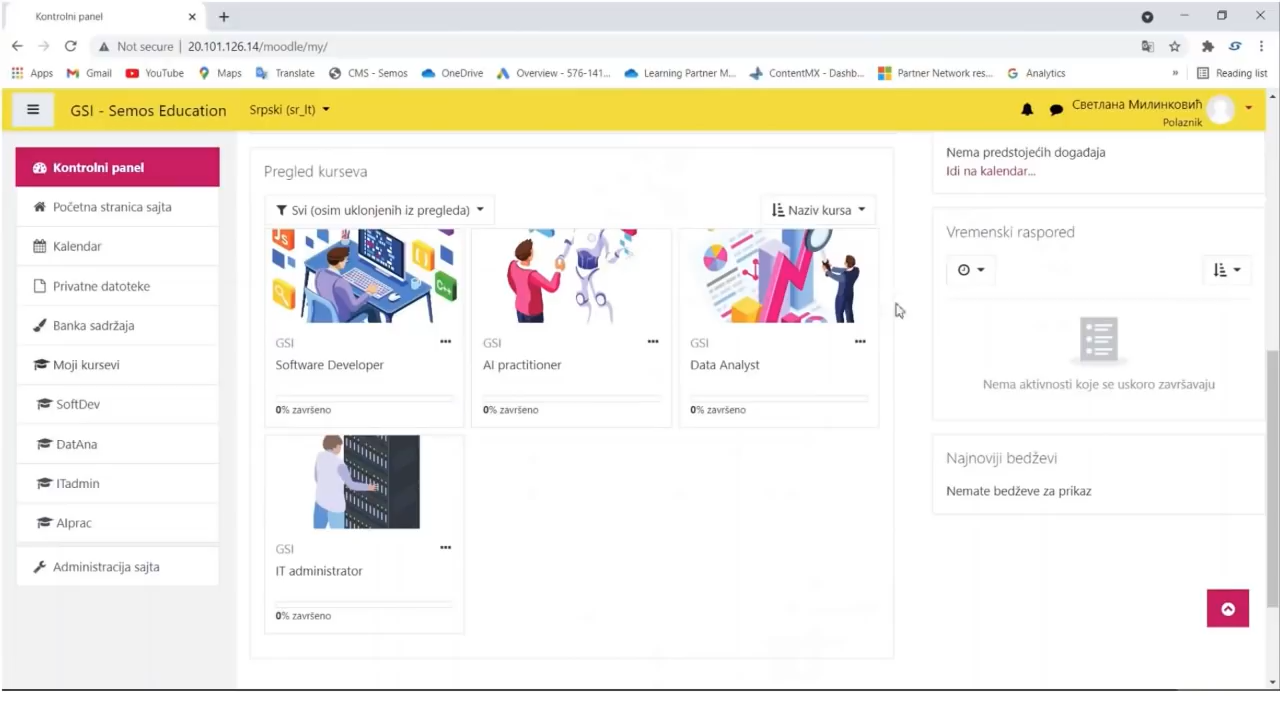 Kontrolni panel
Not secure | 20.101.126.14/moodle/my/
Apps Gmail YouTube Maps Translate CMS - Semos OneDrive Overview - 576-141... Learning Partner M... ContentMX - Dashb... Partner Network res... Analytics » Reading list
GSI - Semos Education Srpski (sr_lt) Светлана Милинковић
Polaznik
Kontrolni panel
Početna stranica sajta
Kalendar
Privatne datoteke
Banka sadržaja
Moji kursevi
SoftDev
DatAna
ITadmin
AIprac
Administracija sajta
Pregled kurseva
Svi (osim uklonjenih iz pregleda) Naziv kursa
JS
C++
GSI
Software Developer
0% završeno
GSI
AI practitioner
0% završeno
GSI
Data Analyst
0% završeno
GSI
IT administrator
0% završeno
Nema predstojećih događaja
Idi na kalendar...
Vremenski raspored
Nema aktivnosti koje se uskoro završavaju
Najnoviji bedževi
Nemate bedževe za prikaz